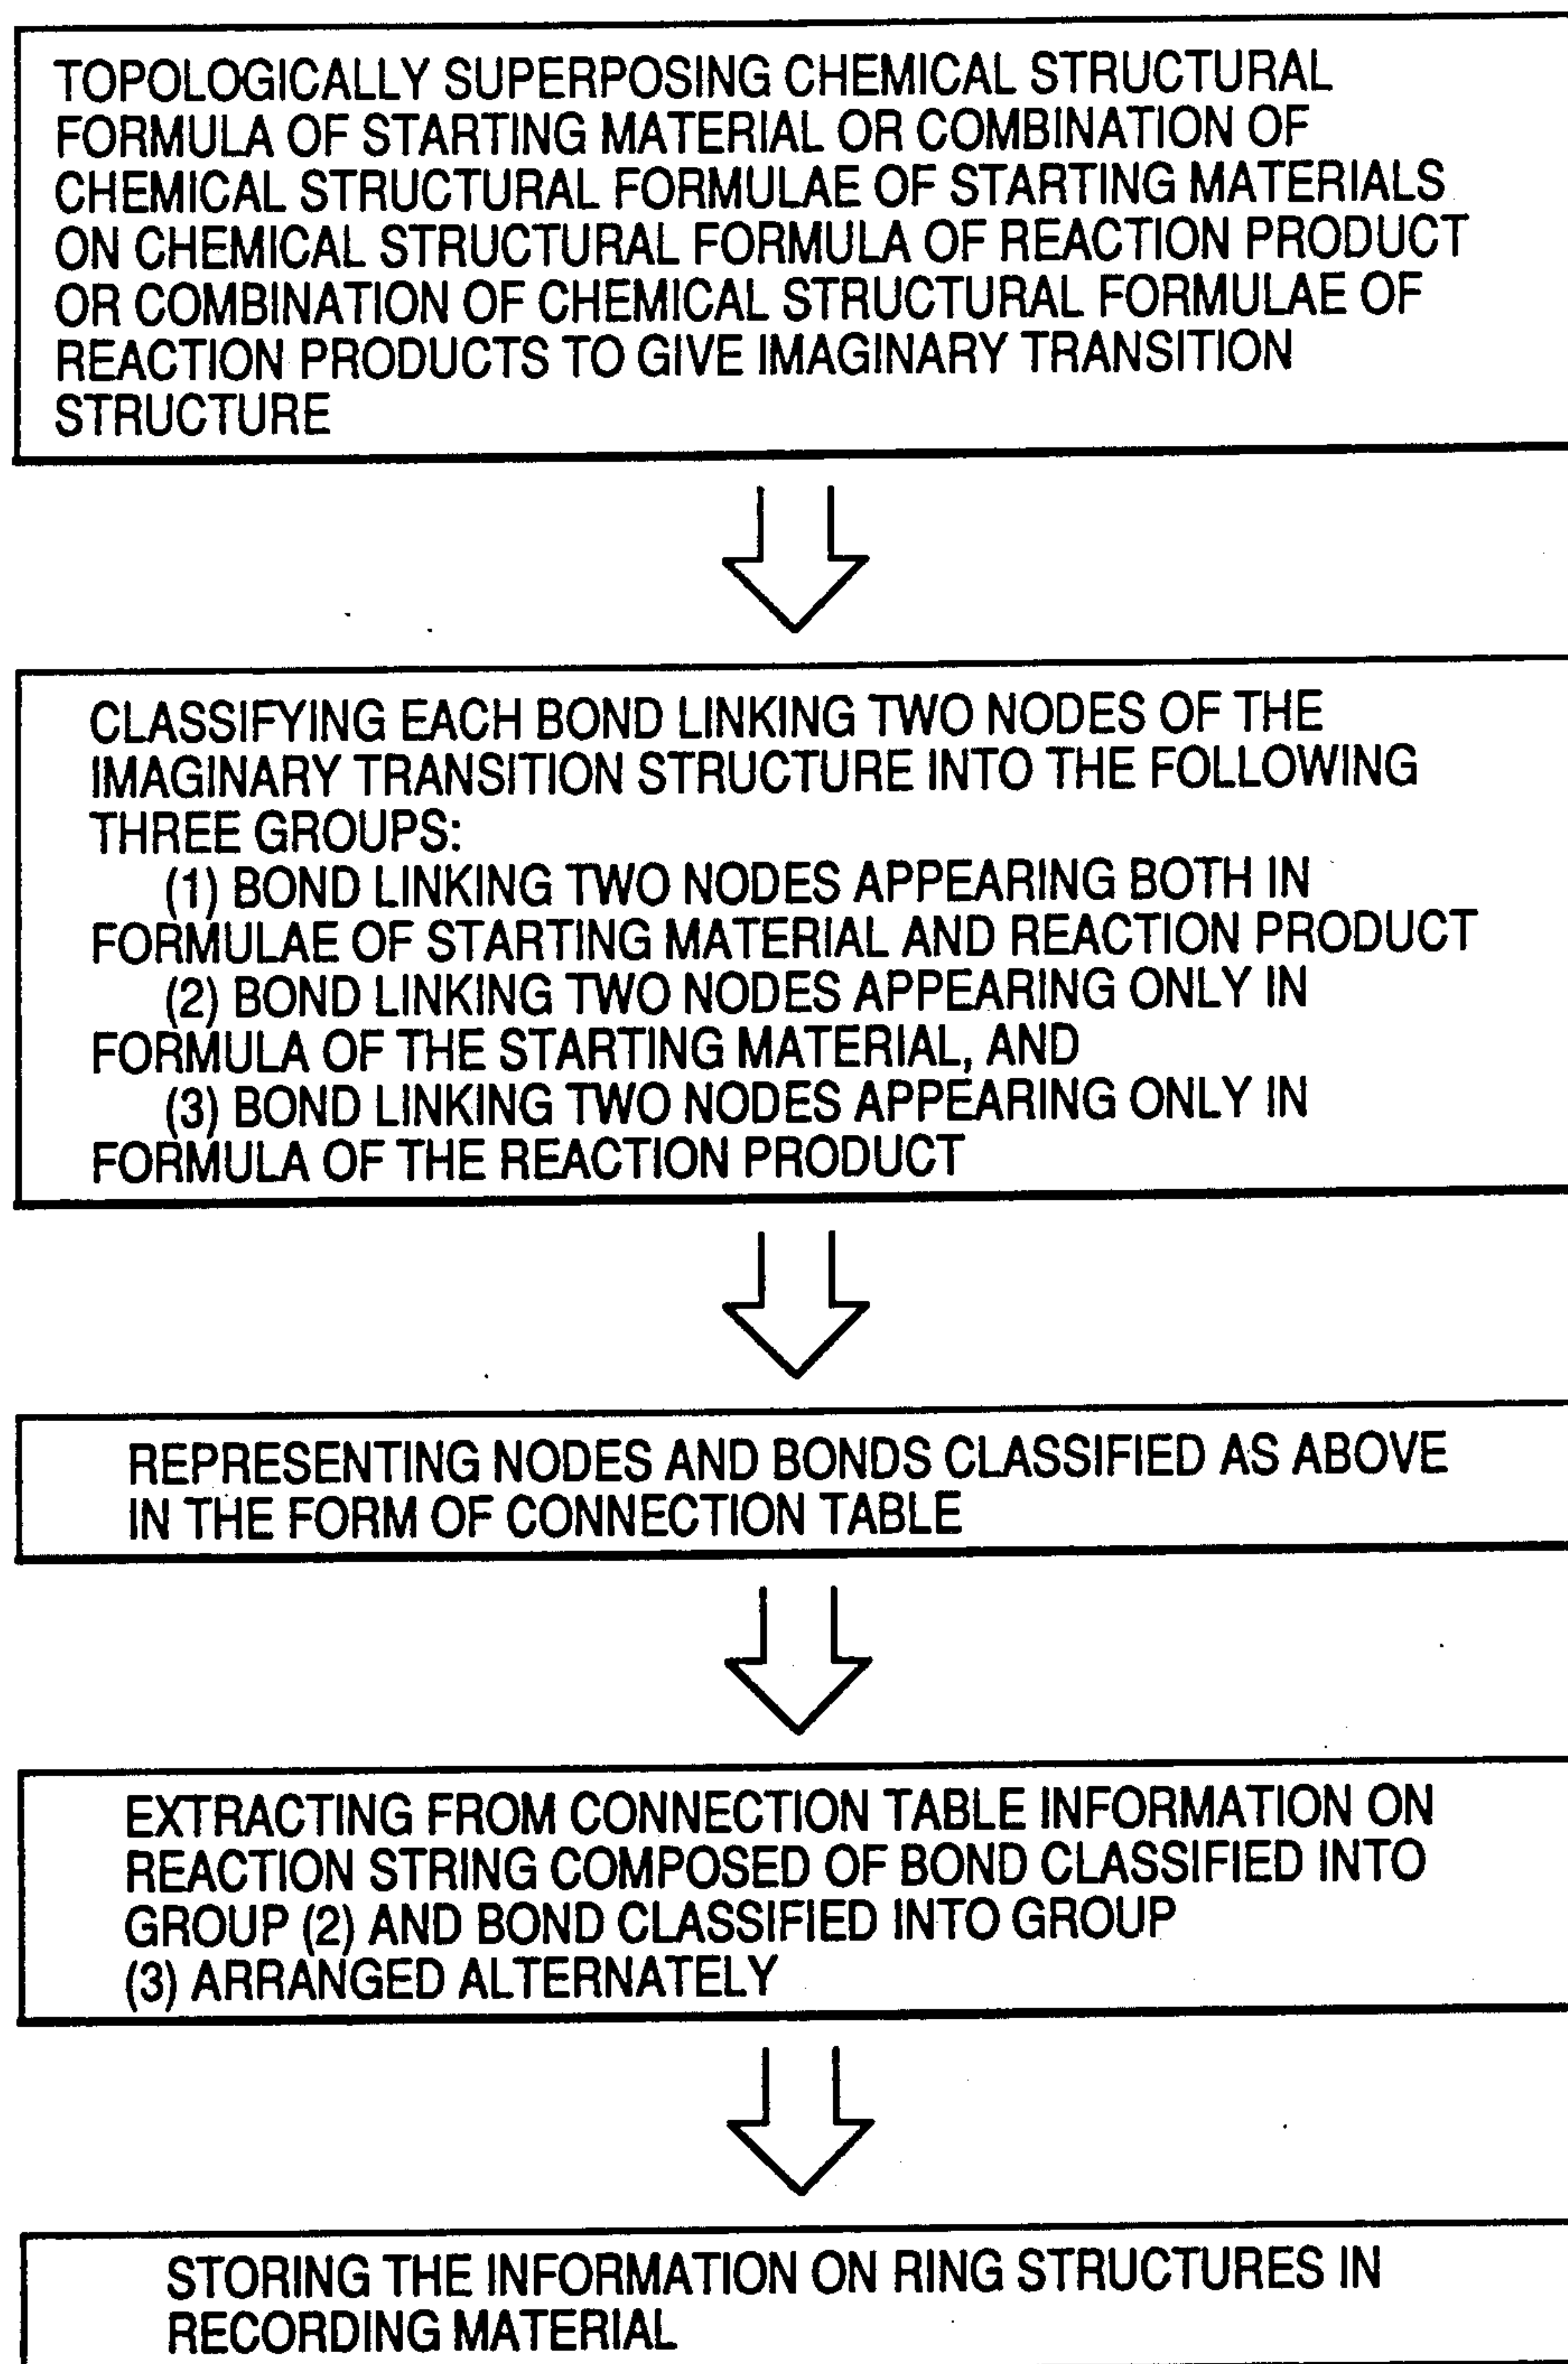 TOPOLOGICALLY SUPERPOSING CHEMICAL STRUCTURAL
FORMULA OF STARTING MATERIAL OR COMBINATION OF
CHEMICAL STRUCTURAL FORMULAE OF STARTING MATERIALS
ON CHEMICAL STRUCTURAL FORMULA OF REACTION PRODUCT
OR COMBINATION OF CHEMICAL STRUCTURAL FORMULAE OF
REACTION PRODUCTS TO GIVE IMAGINARY TRANSITION
STRUCTURE
CLASSIFYING EACH BOND LINKING TWO NODES OF THE
IMAGINARY TRANSITION STRUCTURE INTO THE FOLLOWING
THREE GROUPS:
(1) BOND LINKING TWO NODES APPEARING BOTH IN
FORMULAE OF STARTING MATERIAL AND REACTION PRODUCT
(2) BOND LINKING TWO NODES APPEARING ONLY IN
FORMULA OF THE STARTING MATERIAL, AND
(3) BOND LINKING TWO NODES APPEARING ONLY IN
FORMULA OF THE REACTION PRODUCT
REPRESENTING NODES AND BONDS CLASSIFIED AS ABOVE
IN THE FORM OF CONNECTION TABLE
EXTRACTING FROM CONNECTION TABLE INFORMATION ON
REACTION STRING COMPOSED OF BOND CLASSIFIED INTO
GROUP (2) AND BOND CLASSIFIED INTO GROUP
(3) ARRANGED ALTERNATELY
STORING THE INFORMATION ON RING STRUCTURES IN
RECORDING MATERIAL